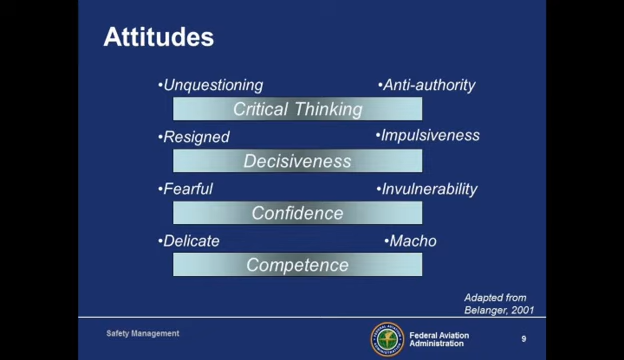 Attitudes
•Unquestioning •Anti-authority
Critical Thinking
•Resigned •Impulsiveness
Decisiveness
•Fearful •Invulnerability
Confidence
•Delicate •Macho
Competence
Adapted from
Belanger, 2001
Safety Management
Federal Aviation
Administration
9